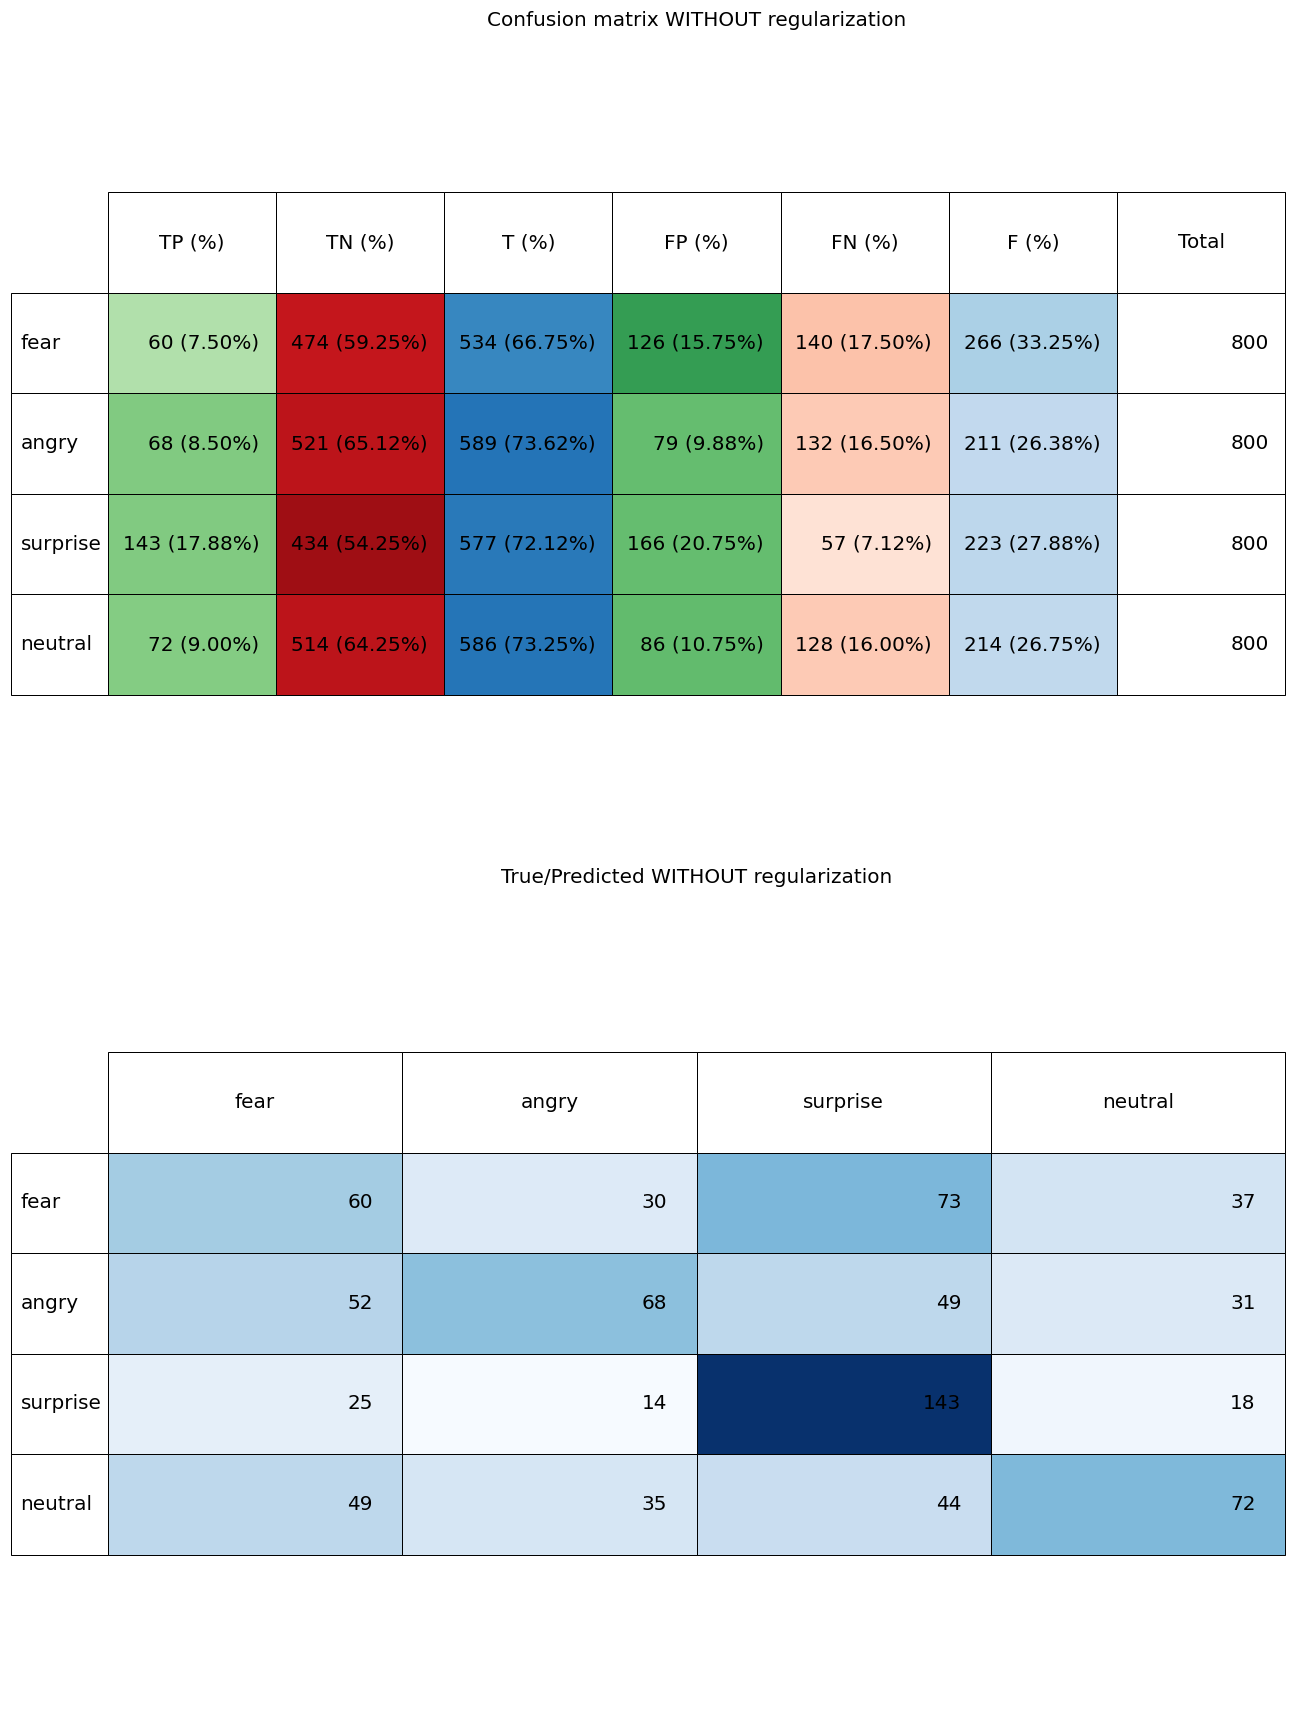 Confusion matrix WITHOUT regularization
TP (%) TN (%) T (%) FP (%) FN (%) F (%) Total
fear 60 (7.50%) 474 (59.25%) 534 (66.75%) 126 (15.75%) 140 (17.50%) 266 (33.25%) 800
angry 68 (8.50%) 521 (65.12%) 589 (73.62%) 79 (9.88%) 132 (16.50%) 211 (26.38%) 800
surprise 143 (17.88%) 434 (54.25%) 577 (72.12%) 166 (20.75%) 57 (7.12%) 223 (27.88%) 800
neutral 72 (9.00%) 514 (64.25%) 586 (73.25%) 86 (10.75%) 128 (16.00%) 214 (26.75%) 800
True/Predicted WITHOUT regularization
fear angry surprise neutral
fear 60 30 73 37
angry 52 68 49 31
surprise 25 14 143 18
neutral 49 35 44 72